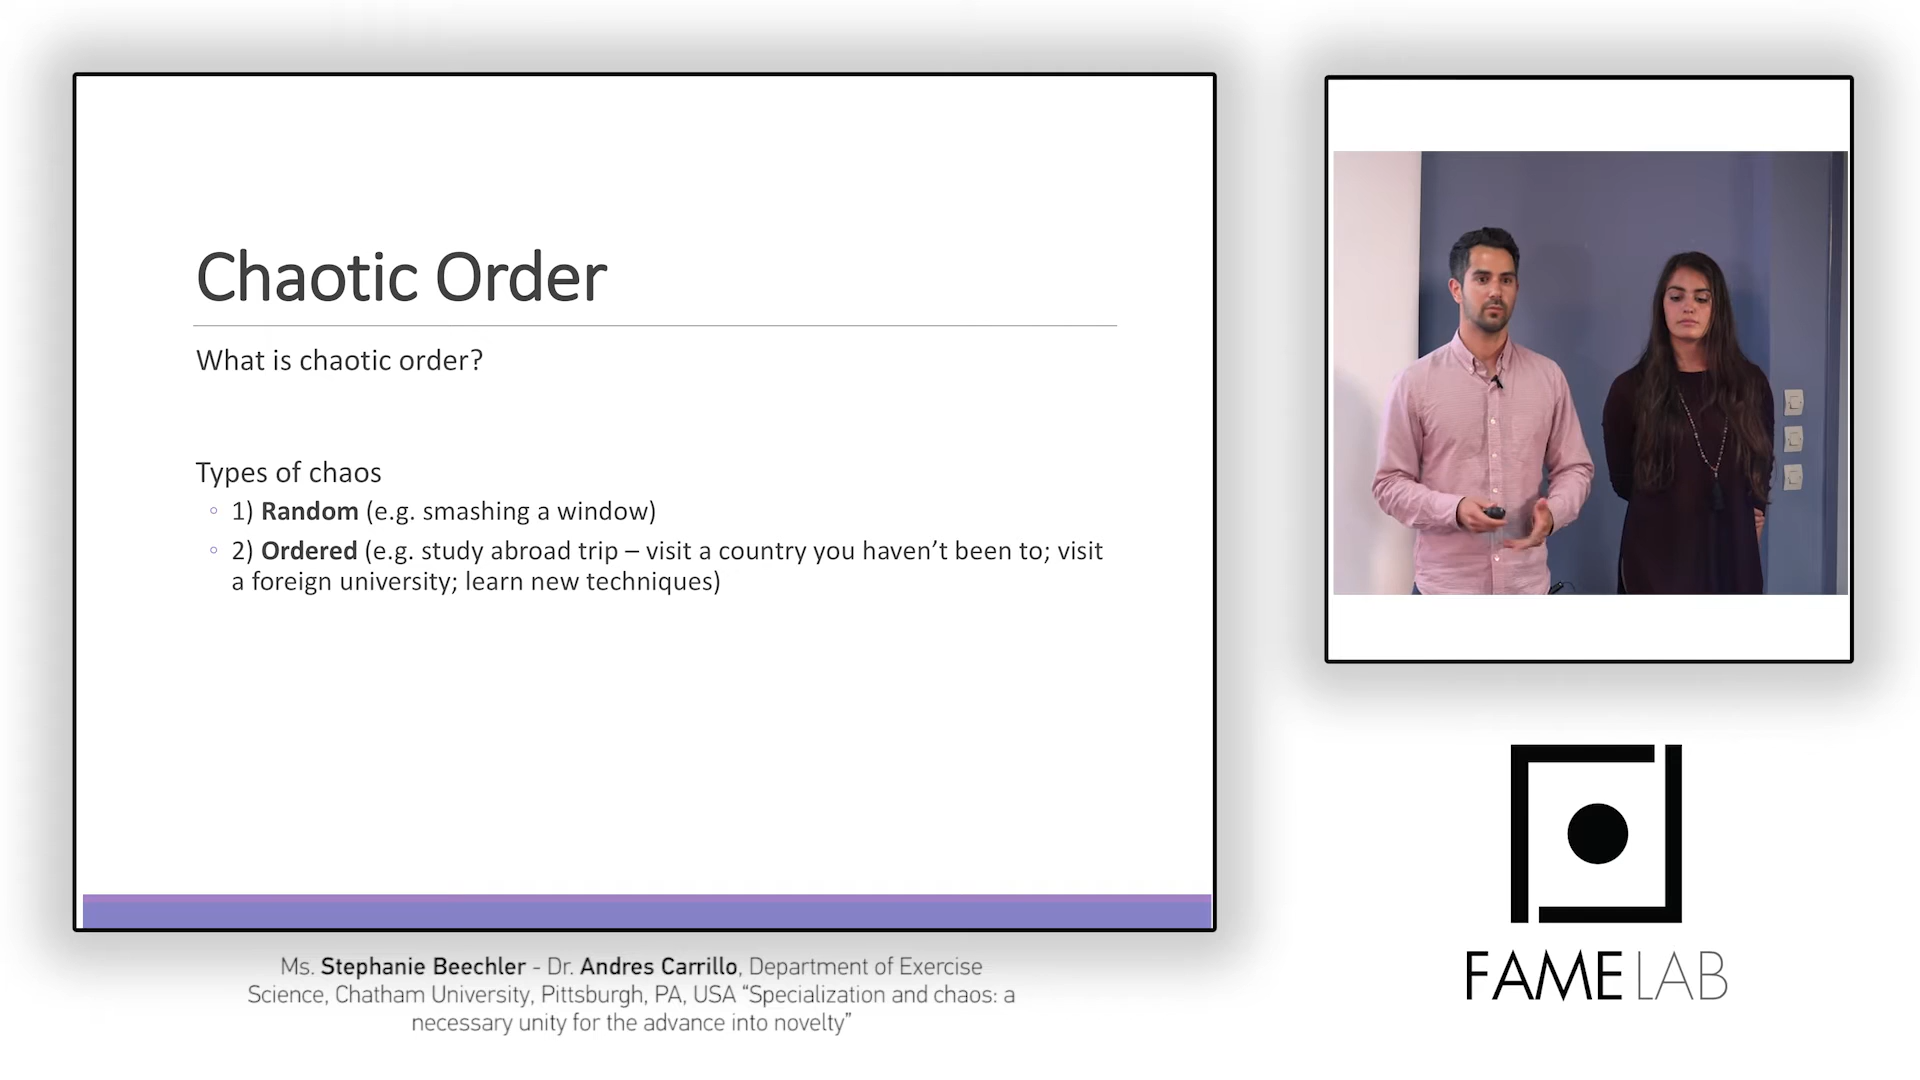 Chaotic Order
What is chaotic order?
Types of chaos
◦ 1) Random (e.g. smashing a window)
◦ 2) Ordered (e.g. study abroad trip – visit a country you haven’t been to; visit
a foreign university; learn new techniques)
Ms. Stephanie Beechler - Dr. Andres Carrillo, Department of Exercise
Science, Chatham University, Pittsburgh, PA, USA “Specialization and chaos: a
necessary unity for the advance into novelty”
FAME LAB